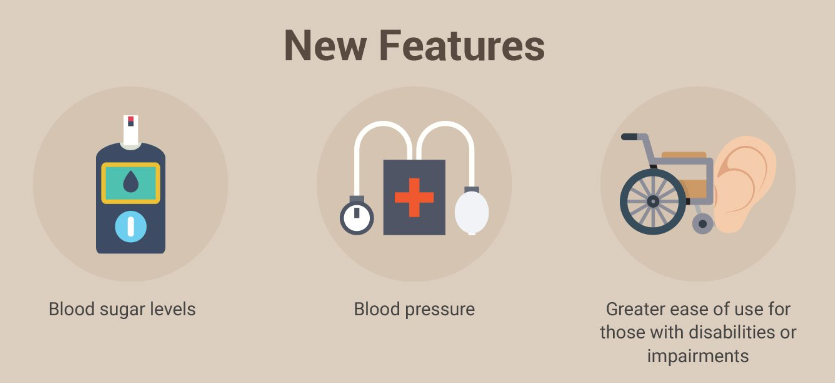 New Features
Blood sugar levels
Blood pressure
Greater ease of use for
those with disabilities or
impairments